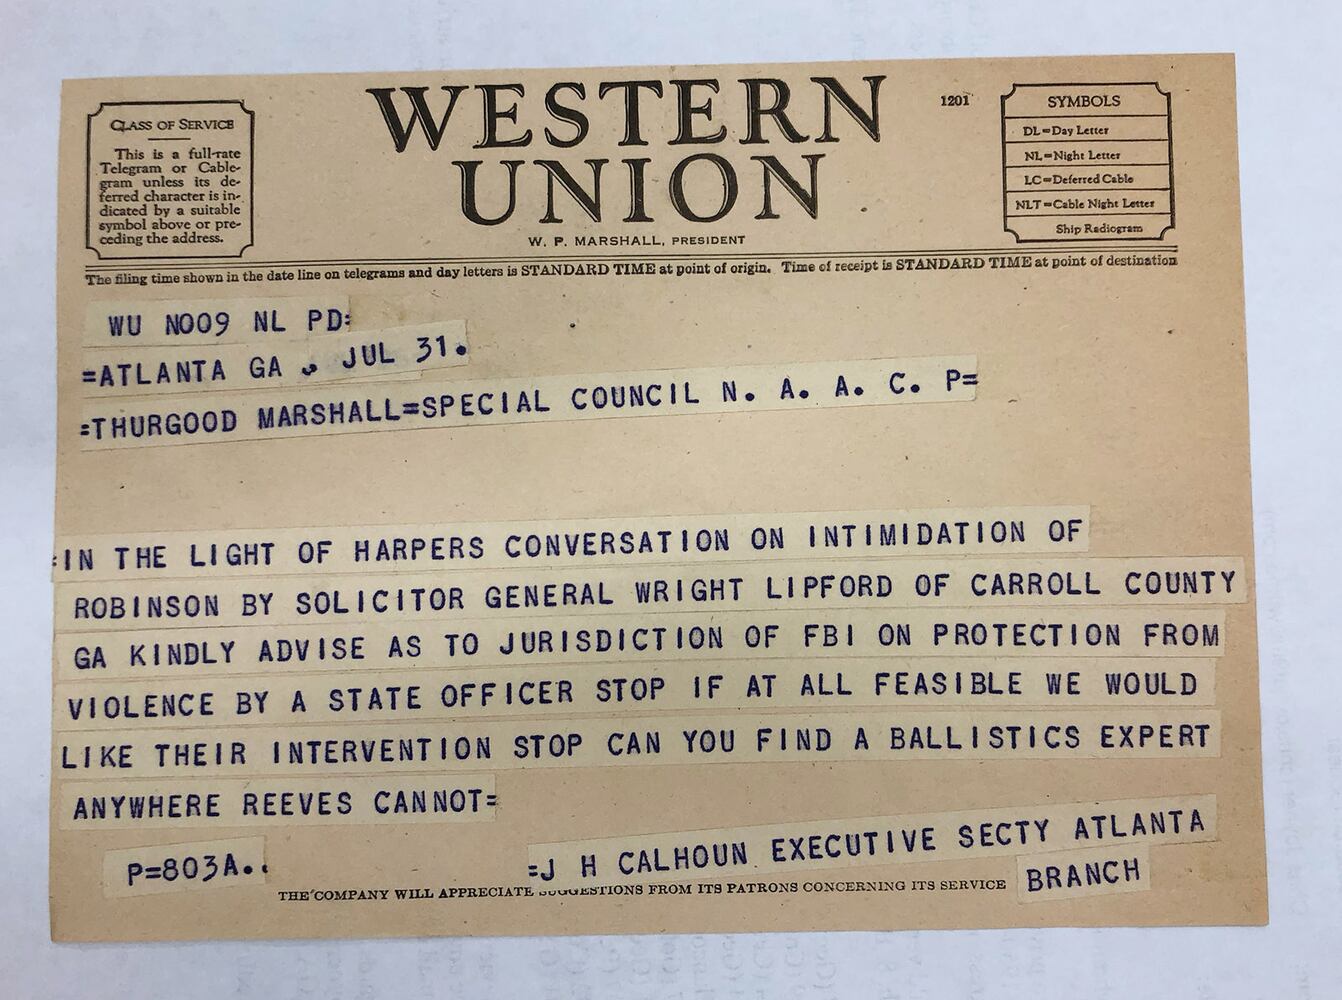 CLASS OF SERVICE
This is a full-rate
Telegram or Cable-
gram unless its de-
ferred character is in-
dicated by a suitable
symbol above or pre-
ceding the address.
WESTERN
UNION
W. P. MARSHALL, PRESIDENT
1201
SYMBOLS
DL=Day Letter
NL=Night Letter
LC=Deferred Cable
NLT=Cable Night Letter
Ship Radiogram
The filing time shown in the date line on telegrams and day letters is STANDARD TIME at point of origin. Time of receipt is STANDARD TIME at point of destination
WU NO09 NL PD=
=ATLANTA GA , JUL 31.
=THURGOOD MARSHALL=SPECIAL COUNCIL N. A. A. C. P=
:IN THE LIGHT OF HARPERS CONVERSATION ON INTIMIDATION OF
ROBINSON BY SOLICITOR GENERAL WRIGHT LIPFORD OF CARROLL COUNTY
GA KINDLY ADVISE AS TO JURISDICTION OF FBI ON PROTECTION FROM
VIOLENCE BY A STATE OFFICER STOP IF AT ALL FEASIBLE WE WOULD
LIKE THEIR INTERVENTION STOP CAN YOU FIND A BALLISTICS EXPERT
ANYWHERE REEVES CANNOT=
=J H CALHOUN EXECUTIVE SECTY ATLANTA
BRANCH
P=803A..
THE COMPANY WILL APPRECIATE SUGGESTIONS FROM ITS PATRONS CONCERNING ITS SERVICE